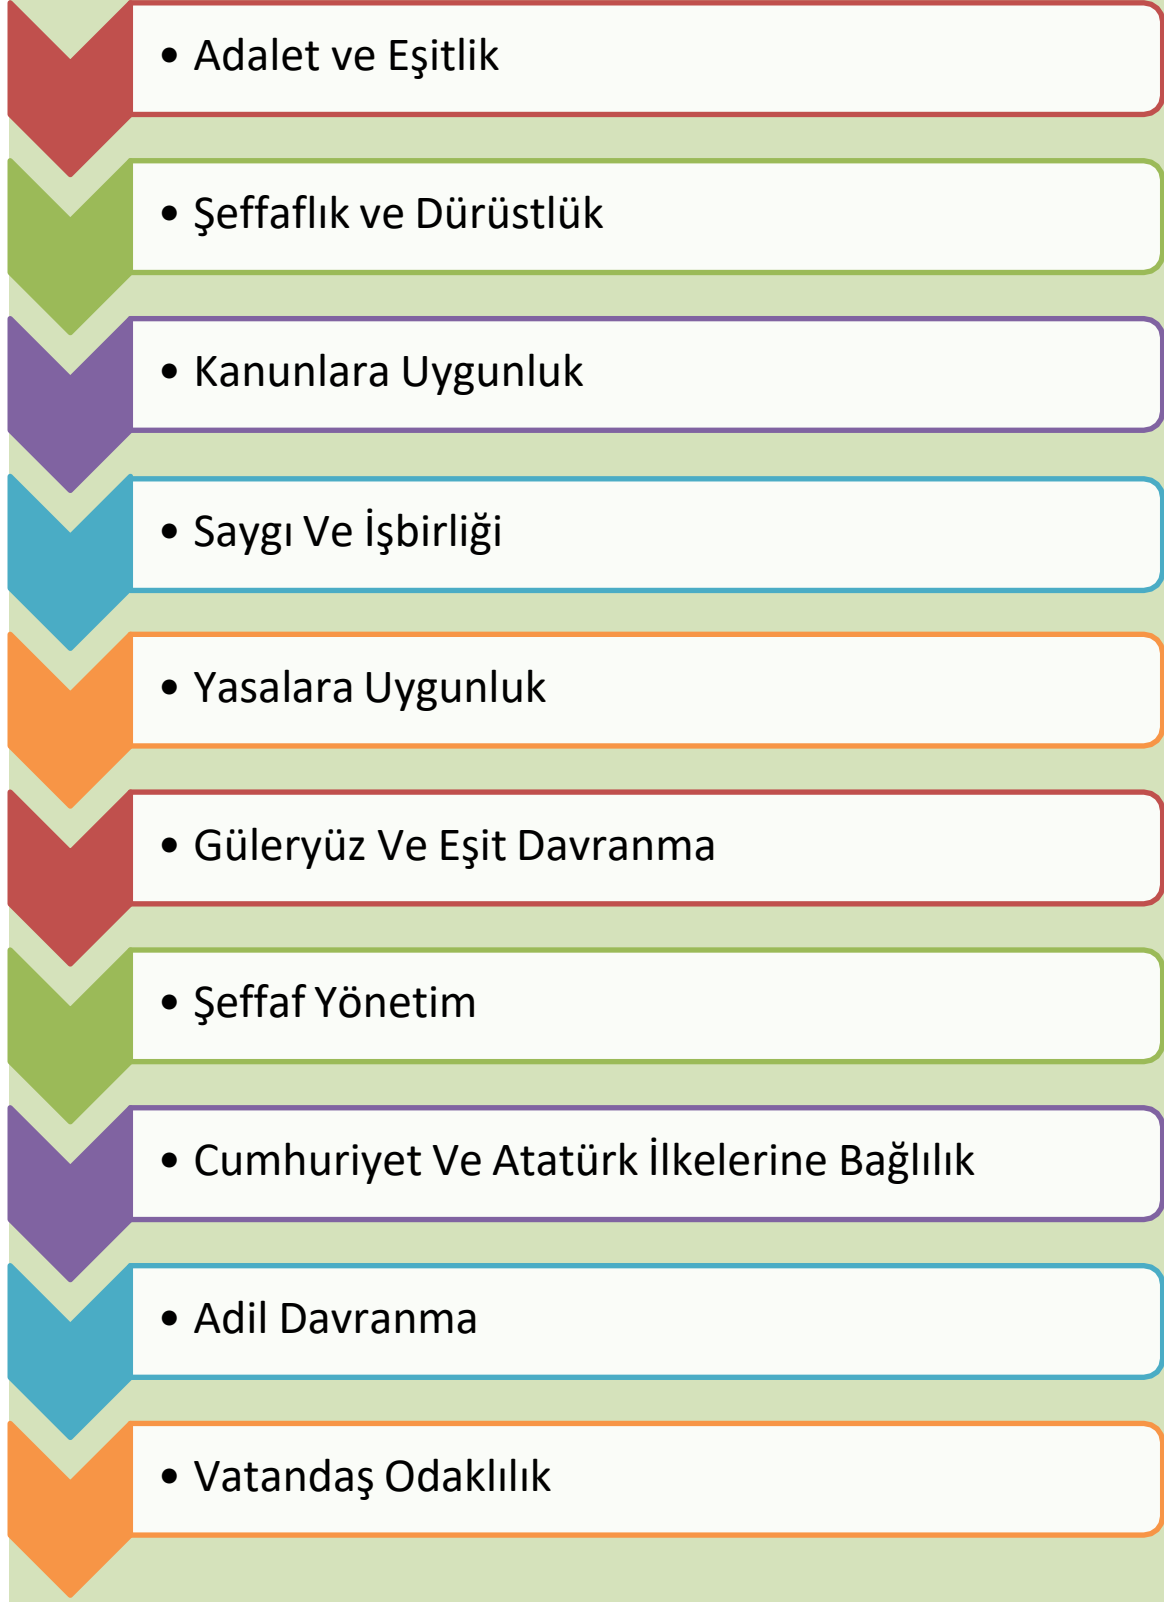 • Adalet ve Eşitlik
• Şeffaflık ve Dürüstlük
• Kanunlara Uygunluk
• Saygı Ve İşbirliği
• Yasalara Uygunluk
• Güleryüz Ve Eşit Davranma
• Şeffaf Yönetim
• Cumhuriyet Ve Atatürk İlkelerine Bağlılık
• Adil Davranma
• Vatandaş Odaklılık